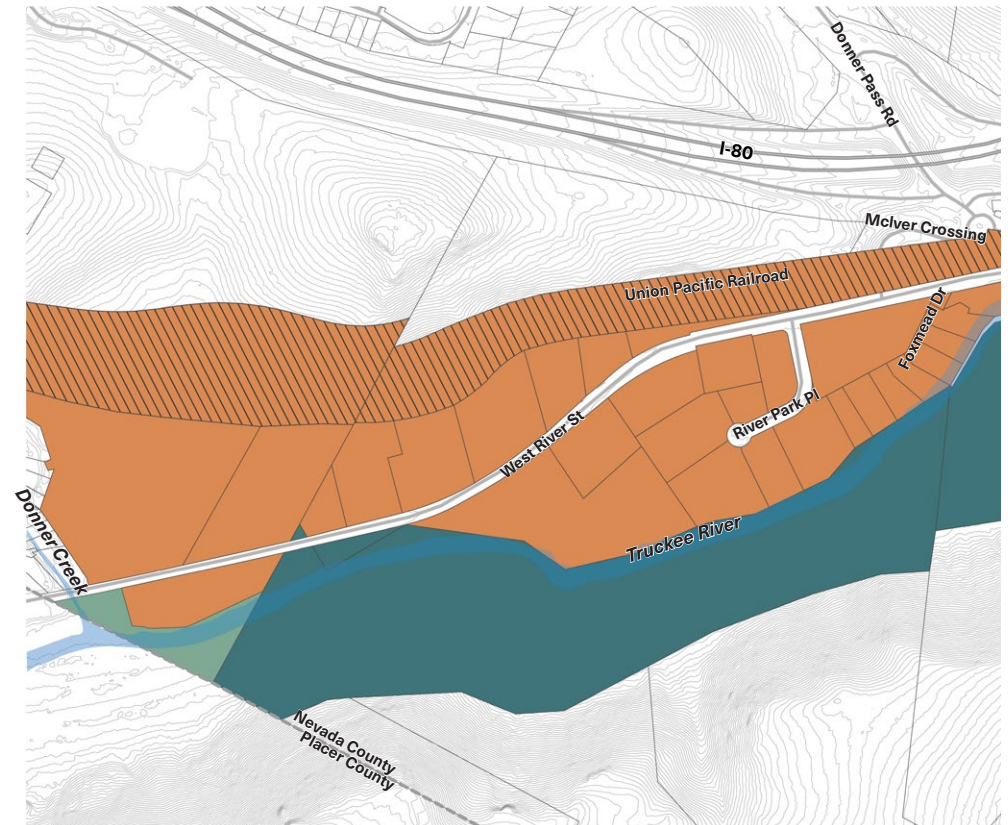 Donner Pass Rd
I-80
McIver Crossing
Union Pacific Railroad
Foxmead Dr
River Park Pl
West River St
Donner Creek
Truckee River
Nevada County
Placer County